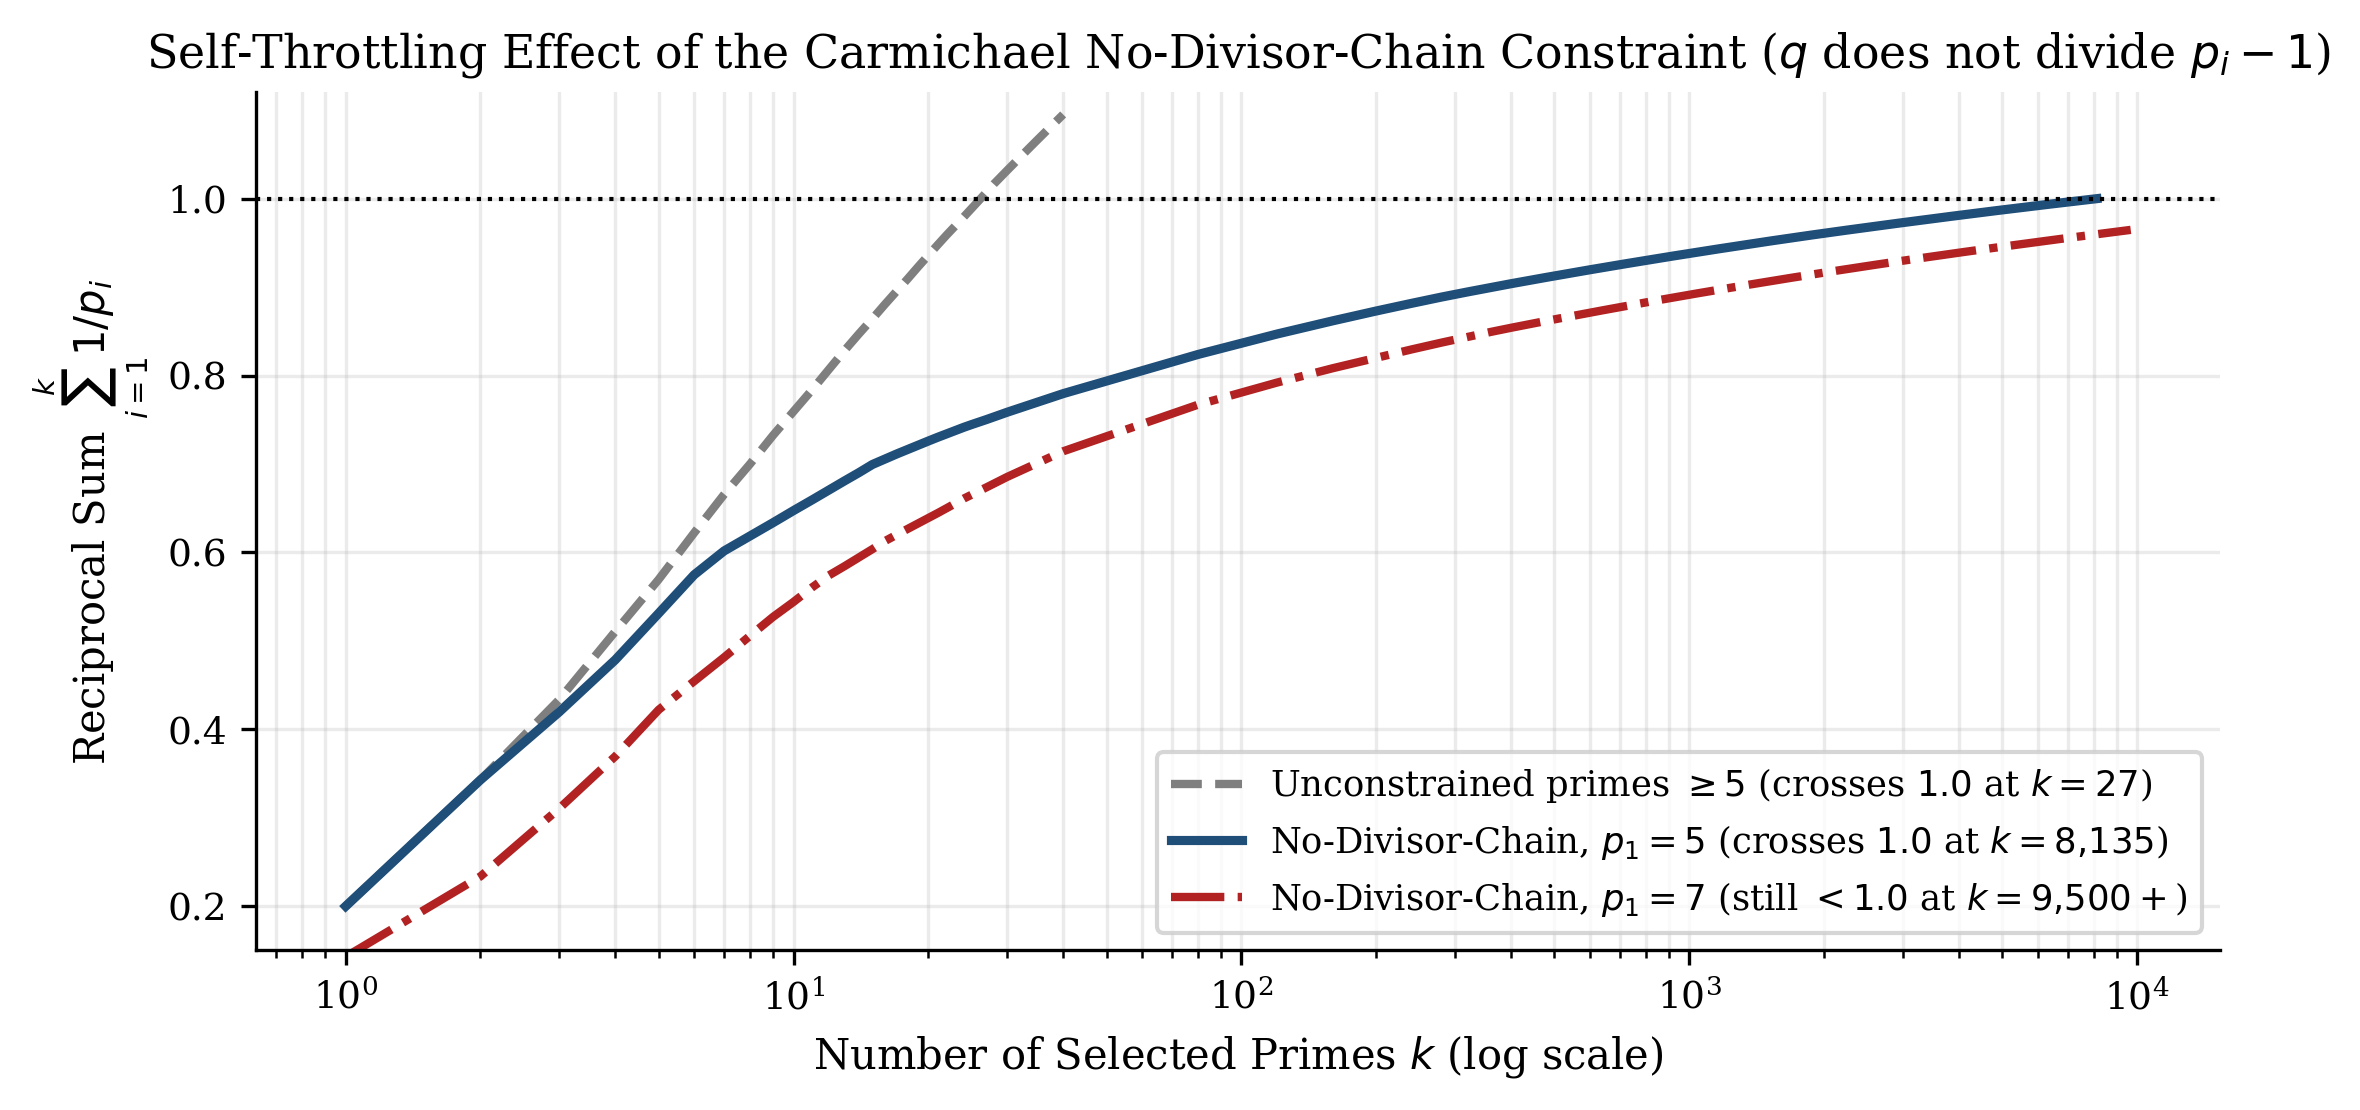 Self-Throttling Effect of the Carmichael No-Divisor-Chain Constraint (q does not divide p_i − 1)
Reciprocal Sum ∑_{i=1}^{k} 1/p_i
1.0
0.8
0.6
0.4
0.2
Unconstrained primes ≥ 5 (crosses 1.0 at k = 27)
No-Divisor-Chain, p_1 = 5 (crosses 1.0 at k = 8,135)
No-Divisor-Chain, p_1 = 7 (still < 1.0 at k = 9,500 + )
10^0 10^1 10^2 10^3 10^4
Number of Selected Primes k (log scale)